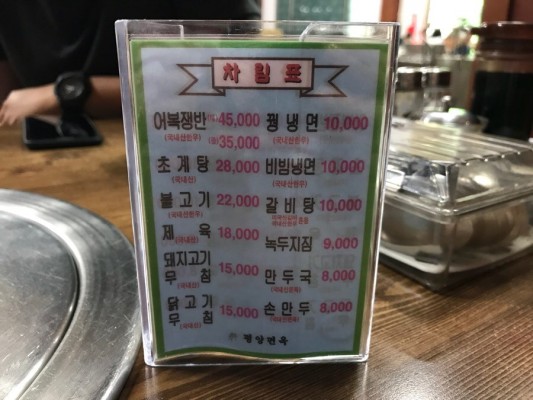 차림표
어복쟁반 45,000
(국내산한우) 35,000
초계탕 28,000
(국내산)
불고기 22,000
(국내산한우)
제육 18,000
(국내산)
돼지고기
무침 15,000
(국내산)
닭고기
무침 15,000
(국내산)
꿩냉면 10,000
(국내산한우)
비빔냉면 10,000
(국내산한우)
갈비탕 10,000
녹두지짐 9,000
만두국 8,000
손만두 8,000
평양면옥